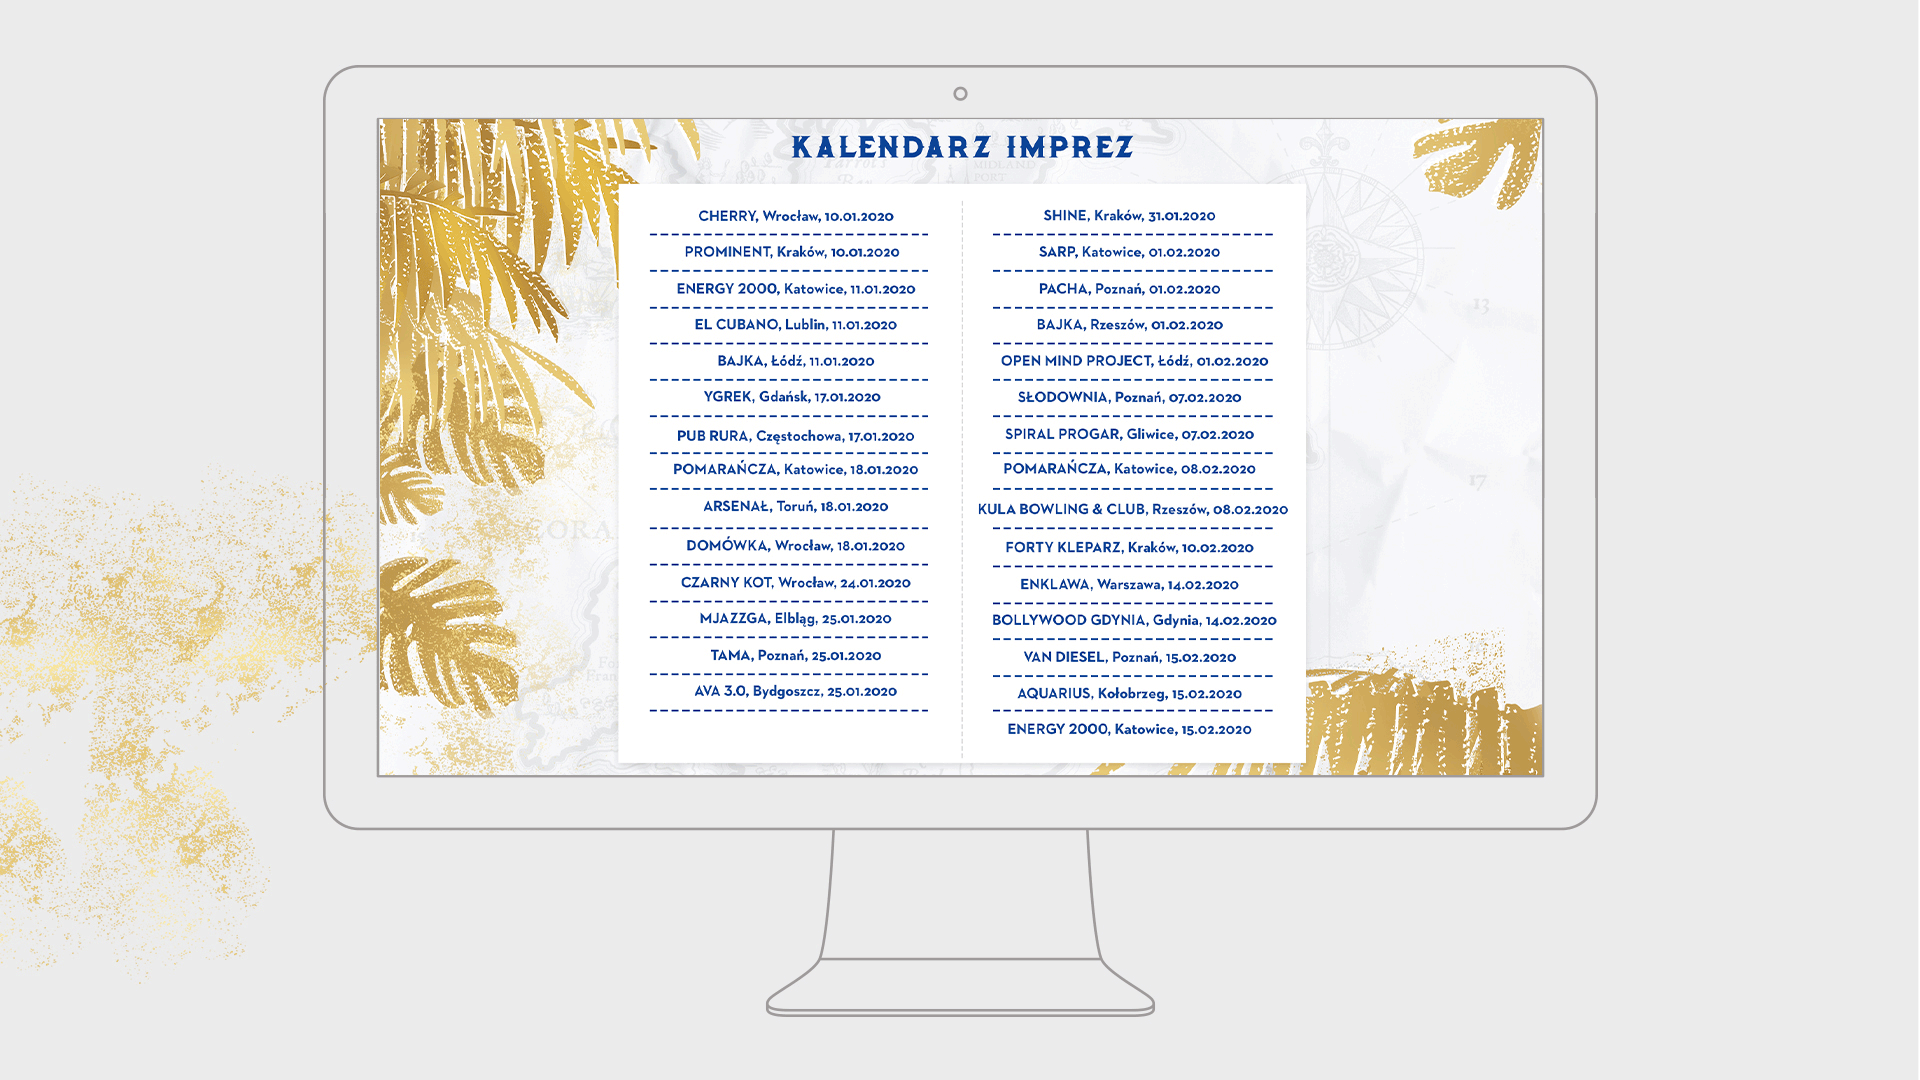 KALENDARZ IMPREZ
CHERRY, Wrocław, 10.01.2020
PROMINENT, Kraków, 10.01.2020
ENERGY 2000, Katowice, 11.01.2020
EL CUBANO, Lublin, 11.01.2020
BAJKA, Łódź, 11.01.2020
YGREK, Gdańsk, 17.01.2020
PUB RURA, Częstochowa, 17.01.2020
POMARAŃCZA, Katowice, 18.01.2020
ARSENAŁ, Toruń, 18.01.2020
DOMÓWKA, Wrocław, 18.01.2020
CZARNY KOT, Wrocław, 24.01.2020
MJAZZGA, Elbląg, 25.01.2020
TAMA, Poznań, 25.01.2020
AVA 3.0, Bydgoszcz, 25.01.2020
SHINE, Kraków, 31.01.2020
SARP, Katowice, 01.02.2020
PACHA, Poznań, 01.02.2020
BAJKA, Rzeszów, 01.02.2020
OPEN MIND PROJECT, Łódź, 01.02.2020
SŁODOWNIA, Poznań, 07.02.2020
SPIRAL PROGAR, Gliwice, 07.02.2020
POMARAŃCZA, Katowice, 08.02.2020
KULA BOWLING & CLUB, Rzeszów, 08.02.2020
FORTY KLEPARZ, Kraków, 10.02.2020
ENKLAWA, Warszawa, 14.02.2020
BOLLYWOOD GDYNIA, Gdynia, 14.02.2020
VAN DIESEL, Poznań, 15.02.2020
AQUARIUS, Kołobrzeg, 15.02.2020
ENERGY 2000, Katowice, 15.02.2020
13
17